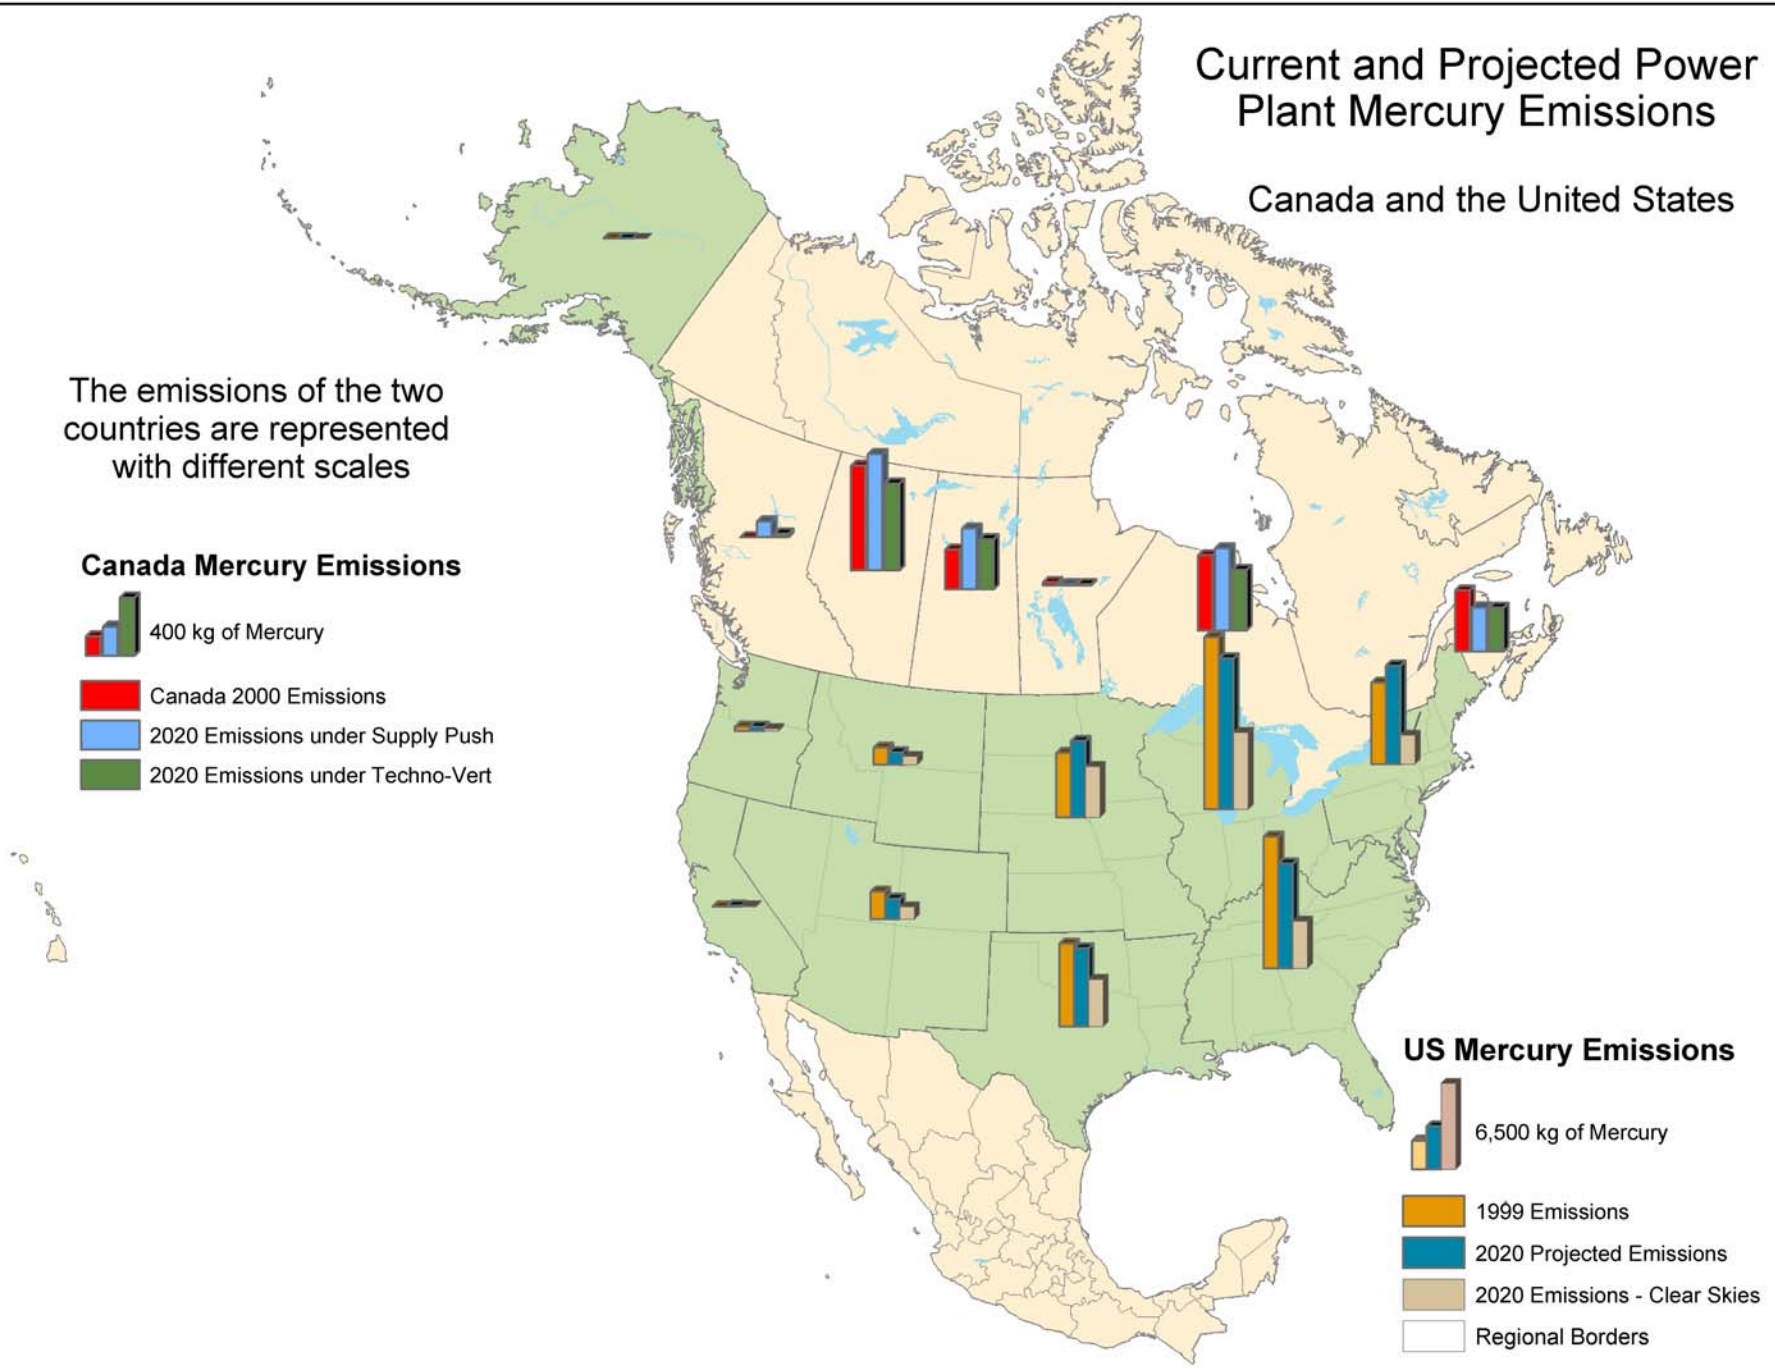 Current and Projected Power
Plant Mercury Emissions
Canada and the United States
The emissions of the two
countries are represented
with different scales
Canada Mercury Emissions
400 kg of Mercury
Canada 2000 Emissions
2020 Emissions under Supply Push
2020 Emissions under Techno-Vert
US Mercury Emissions
6,500 kg of Mercury
1999 Emissions
2020 Projected Emissions
2020 Emissions - Clear Skies
Regional Borders